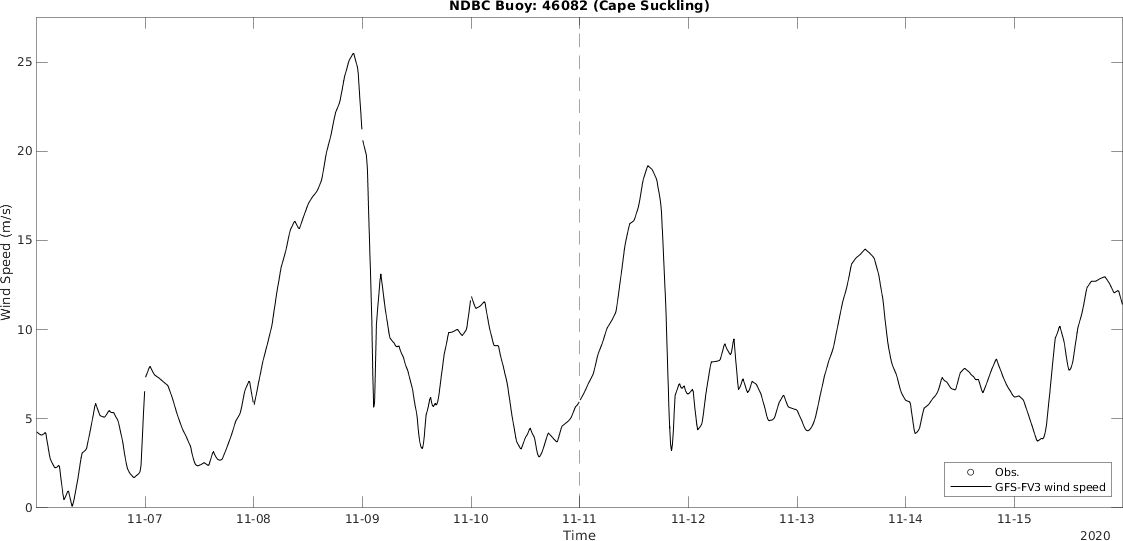 NDBC Buoy: 46082 (Cape Suckling)
25
20
15
10
5
0
Wind Speed (m/s)
11-07 11-08 11-09 11-10 11-11 11-12 11-13 11-14 11-15
Time
2020
Obs.
GFS-FV3 wind speed